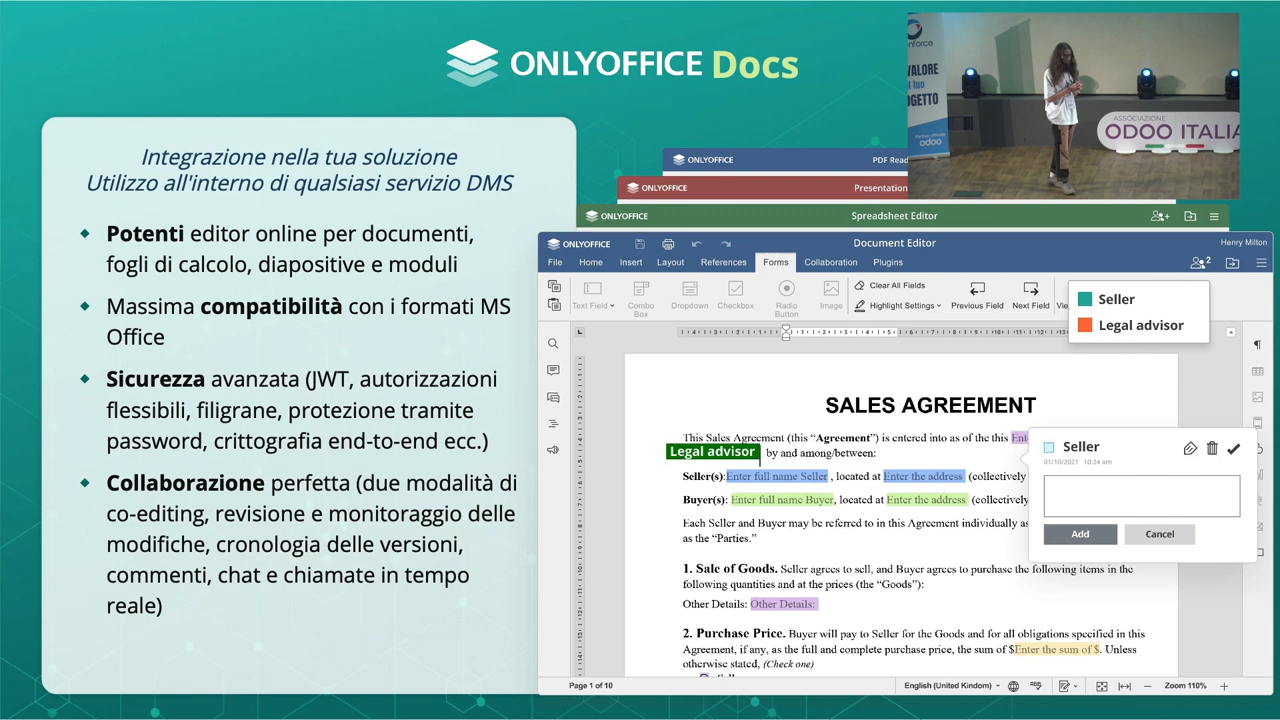 ONLYOFFICE Docs
Integrazione nella tua soluzione
Utilizzo all'interno di qualsiasi servizio DMS
Potenti editor online per documenti,
fogli di calcolo, diapositive e moduli
Massima compatibilità con i formati MS
Office
Sicurezza avanzata (JWT, autorizzazioni
flessibili, filigrane, protezione tramite
password, crittografia end-to-end ecc.)
Collaborazione perfetta (due modalità di
co-editing, revisione e monitoraggio delle
modifiche, cronologia delle versioni,
commenti, chat e chiamate in tempo
reale)
VALORE
tuo
ASSOCIAZIONE
ODOO ITALIA
odoo
ONLYOFFICE PDF Read
ONLYOFFICE Presentation
ONLYOFFICE Spreadsheet Editor
ONLYOFFICE Document Editor Henry Milton
File Home Insert Layout References Forms Collaboration Plugins 2
Text Field Combo Box Dropdown Checkbox Radio Button Image
Clear All Fields
Highlight Settings
Previous Field Next Field
Seller
Legal advisor
SALES AGREEMENT
This Sales Agreement (this “Agreement”) is entered into as of the this
Legal advisor by and among/between:
Seller(s): Enter full name Seller , located at Enter the address (collectively
Buyer(s): Enter full name Buyer, located at Enter the address (collectively
Each Seller and Buyer may be referred to in this Agreement individually as
as the “Parties.”
1. Sale of Goods. Seller agrees to sell, and Buyer agrees to purchase the following items in the
following quantities and at the prices (the “Goods”):
Other Details: Other Details:
2. Purchase Price. Buyer will pay to Seller for the Goods and for all obligations specified in this
Agreement, if any, as the full and complete purchase price, the sum of $Enter the sum of $. Unless
otherwise stated, (Check one)
Seller
01/10/2021 10:24 am
Add Cancel
Page 1 of 10 English (United Kindom) Zoom 110%